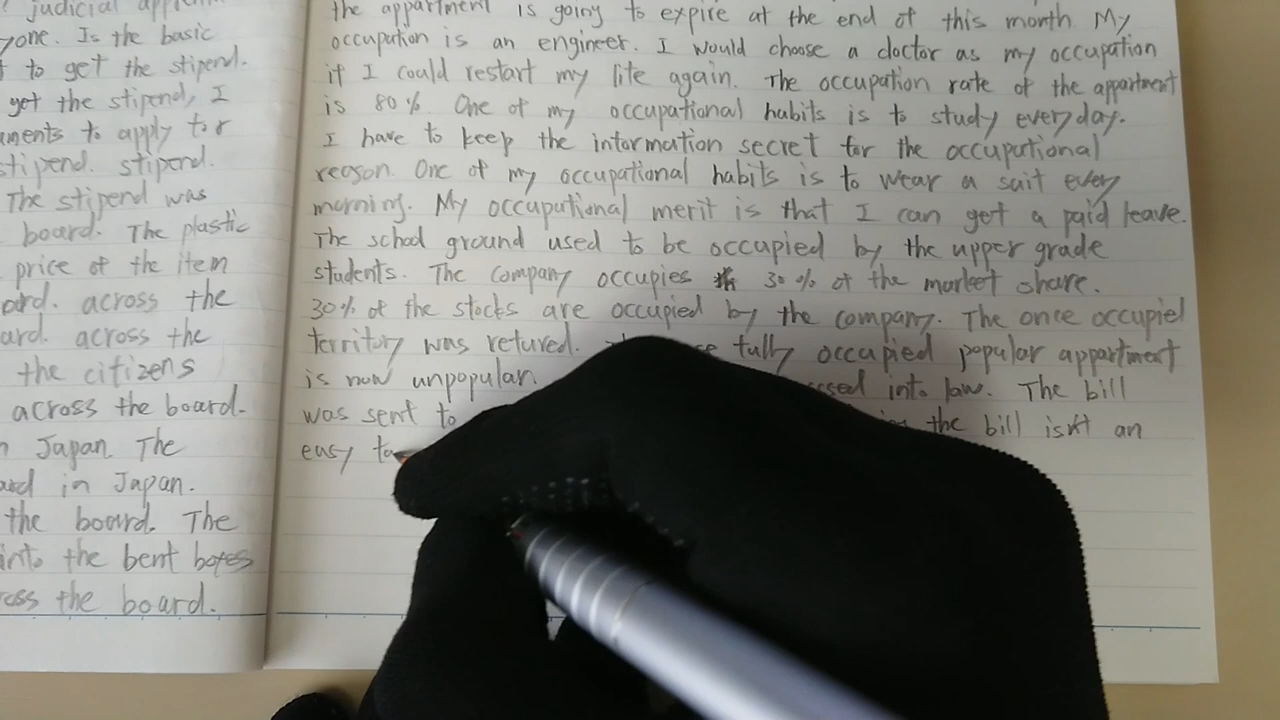 judicial
yone. Is the basic
to get the stipend.
get the stipend, I
uments to apply for
stipend. stipend.
The stipend was
board. The plastic
price of the item
oard. across the
ard. across the
the citizens
across the board.
n Japan The
ard in Japan.
the board. The
into the bent boxes
ross the board.
the appartment is going to expire at the end of this month. My
occupation is an engineer. I would choose a doctor as my occupation
if I could restart my life again. The occupation rate of the appartment
is 80%. One of my occupational habits is to study everyday.
I have to keep the information secret for the occupational
reason. One of my occupational habits is to wear a suit every
morning. My occupational merit is that I can get a paid leave.
The school ground used to be occupied by the upper grade
students. The company occupies 30% of the market share.
30% of the stocks are occupied by the company. The once occupied
territory was retured. fully occupied popular appartment
is now unpopular. ssed into law. The bill
was sent to the bill isn't an
easy ta